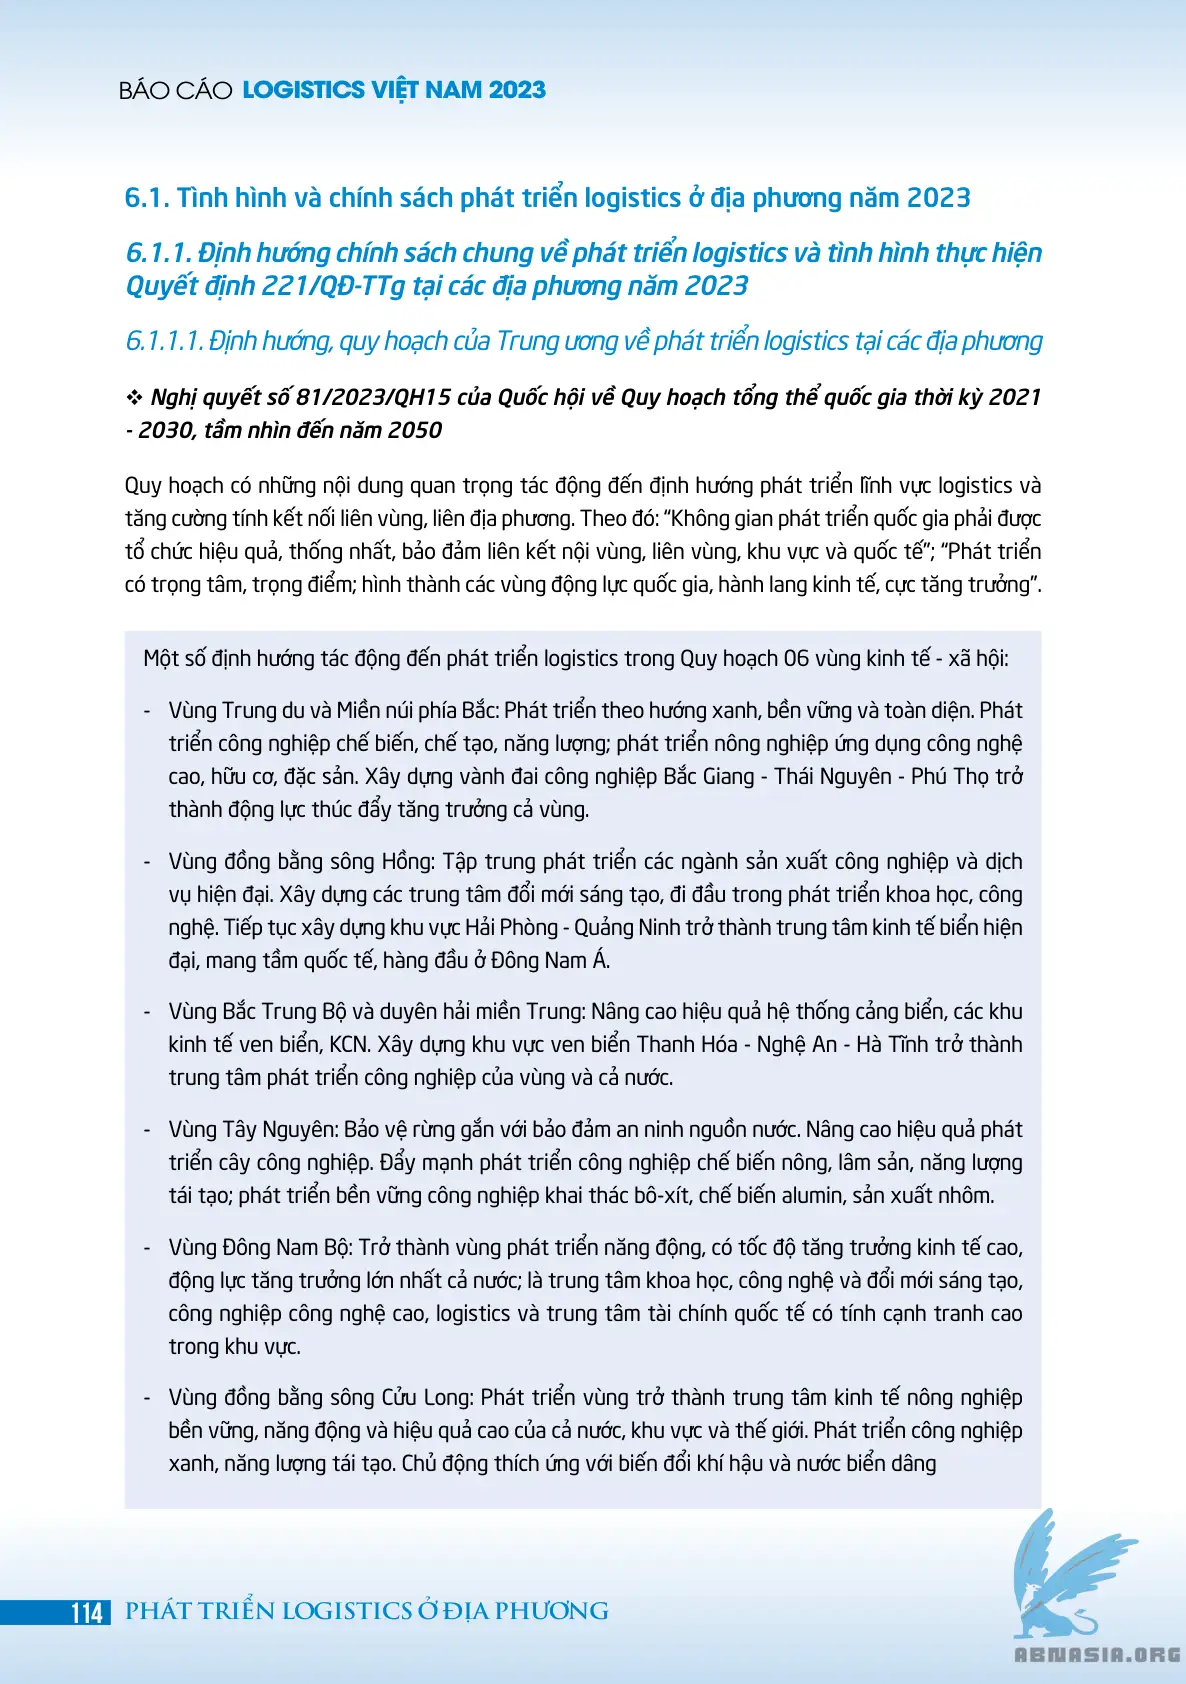 BÁO CÁO LOGISTICS VIỆT NAM 2023
6.1. Tình hình và chính sách phát triển logistics ở địa phương năm 2023
6.1.1. Định hướng chính sách chung về phát triển logistics và tình hình thực hiện
Quyết định 221/QĐ-TTg tại các địa phương năm 2023
6.1.1.1. Định hướng, quy hoạch của Trung ương về phát triển logistics tại các địa phương
❖ Nghị quyết số 81/2023/QH15 của Quốc hội về Quy hoạch tổng thể quốc gia thời kỳ 2021
- 2030, tầm nhìn đến năm 2050
Quy hoạch có những nội dung quan trọng tác động đến định hướng phát triển lĩnh vực logistics và
tăng cường tính kết nối liên vùng, liên địa phương. Theo đó: “Không gian phát triển quốc gia phải được
tổ chức hiệu quả, thống nhất, bảo đảm liên kết nội vùng, liên vùng, khu vực và quốc tế”; “Phát triển
có trọng tâm, trọng điểm; hình thành các vùng động lực quốc gia, hành lang kinh tế, cực tăng trưởng”.
Một số định hướng tác động đến phát triển logistics trong Quy hoạch 06 vùng kinh tế - xã hội:
- Vùng Trung du và Miền núi phía Bắc: Phát triển theo hướng xanh, bền vững và toàn diện. Phát
triển công nghiệp chế biến, chế tạo, năng lượng; phát triển nông nghiệp ứng dụng công nghệ
cao, hữu cơ, đặc sản. Xây dựng vành đai công nghiệp Bắc Giang - Thái Nguyên - Phú Thọ trở
thành động lực thúc đẩy tăng trưởng cả vùng.
- Vùng đồng bằng sông Hồng: Tập trung phát triển các ngành sản xuất công nghiệp và dịch
vụ hiện đại. Xây dựng các trung tâm đổi mới sáng tạo, đi đầu trong phát triển khoa học, công
nghệ. Tiếp tục xây dựng khu vực Hải Phòng - Quảng Ninh trở thành trung tâm kinh tế biển hiện
đại, mang tầm quốc tế, hàng đầu ở Đông Nam Á.
- Vùng Bắc Trung Bộ và duyên hải miền Trung: Nâng cao hiệu quả hệ thống cảng biển, các khu
kinh tế ven biển, KCN. Xây dựng khu vực ven biển Thanh Hóa - Nghệ An - Hà Tĩnh trở thành
trung tâm phát triển công nghiệp của vùng và cả nước.
- Vùng Tây Nguyên: Bảo vệ rừng gắn với bảo đảm an ninh nguồn nước. Nâng cao hiệu quả phát
triển cây công nghiệp. Đẩy mạnh phát triển công nghiệp chế biến nông, lâm sản, năng lượng
tái tạo; phát triển bền vững công nghiệp khai thác bô-xít, chế biến alumin, sản xuất nhôm.
- Vùng Đông Nam Bộ: Trở thành vùng phát triển năng động, có tốc độ tăng trưởng kinh tế cao,
động lực tăng trưởng lớn nhất cả nước; là trung tâm khoa học, công nghệ và đổi mới sáng tạo,
công nghiệp công nghệ cao, logistics và trung tâm tài chính quốc tế có tính cạnh tranh cao
trong khu vực.
- Vùng đồng bằng sông Cửu Long: Phát triển vùng trở thành trung tâm kinh tế nông nghiệp
bền vững, năng động và hiệu quả cao của cả nước, khu vực và thế giới. Phát triển công nghiệp
xanh, năng lượng tái tạo. Chủ động thích ứng với biến đổi khí hậu và nước biển dâng
114 PHÁT TRIỂN LOGISTICS Ở ĐỊA PHƯƠNG
ABNASIA.ORG